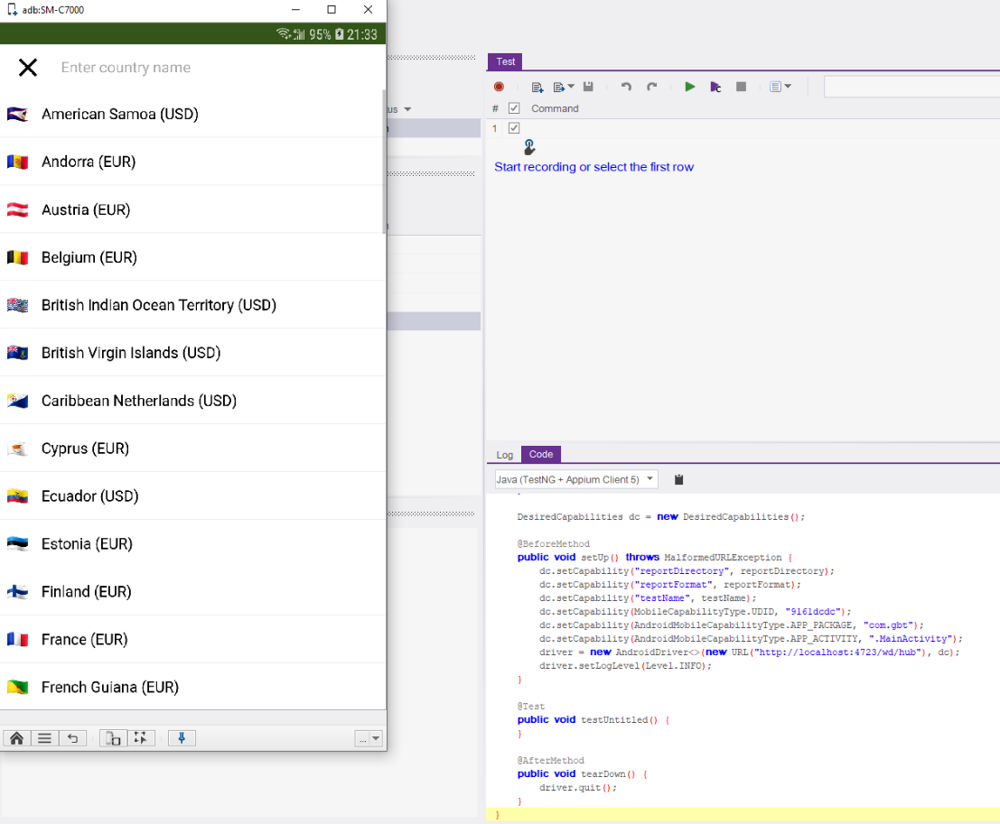 adb:SM-C7000
95% 21:33
Enter country name
American Samoa (USD)
Andorra (EUR)
Austria (EUR)
Belgium (EUR)
British Indian Ocean Territory (USD)
British Virgin Islands (USD)
Caribbean Netherlands (USD)
Cyprus (EUR)
Ecuador (USD)
Estonia (EUR)
Finland (EUR)
France (EUR)
French Guiana (EUR)
...
Test
# Command
1
Start recording or select the first row
Log Code
Java (TestNG + Appium Client 5)
DesiredCapabilities dc = new DesiredCapabilities();
@BeforeMethod
public void setUp() throws MalformedURLException {
dc.setCapability("reportDirectory", reportDirectory);
dc.setCapability("reportFormat", reportFormat);
dc.setCapability("testName", testName);
dc.setCapability(MobileCapabilityType.UDID, "9161dcdc");
dc.setCapability(AndroidMobileCapabilityType.APP_PACKAGE, "com.gbt");
dc.setCapability(AndroidMobileCapabilityType.APP_ACTIVITY, ".MainActivity");
driver = new AndroidDriver<>(new URL("http://localhost:4723/wd/hub"), dc);
driver.setLogLevel(Level.INFO);
}
@Test
public void testUntitled() {
}
@AfterMethod
public void tearDown() {
driver.quit();
}
}